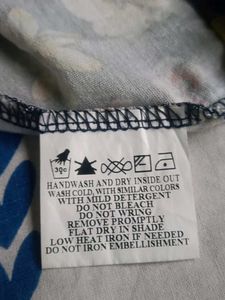 30c
HANDWASH AND DRY INSIDE OUT
WASH COLD, WITH SIMILAR COLORS
WITH MILD DETERGENT
DO NOT BLEACH
DO NOT WRING
REMOVE PROMPTLY
FLAT DRY IN SHADE
LOW HEAT IRON IF NEEDED
DO NOT IRON EMBELLISHMENT